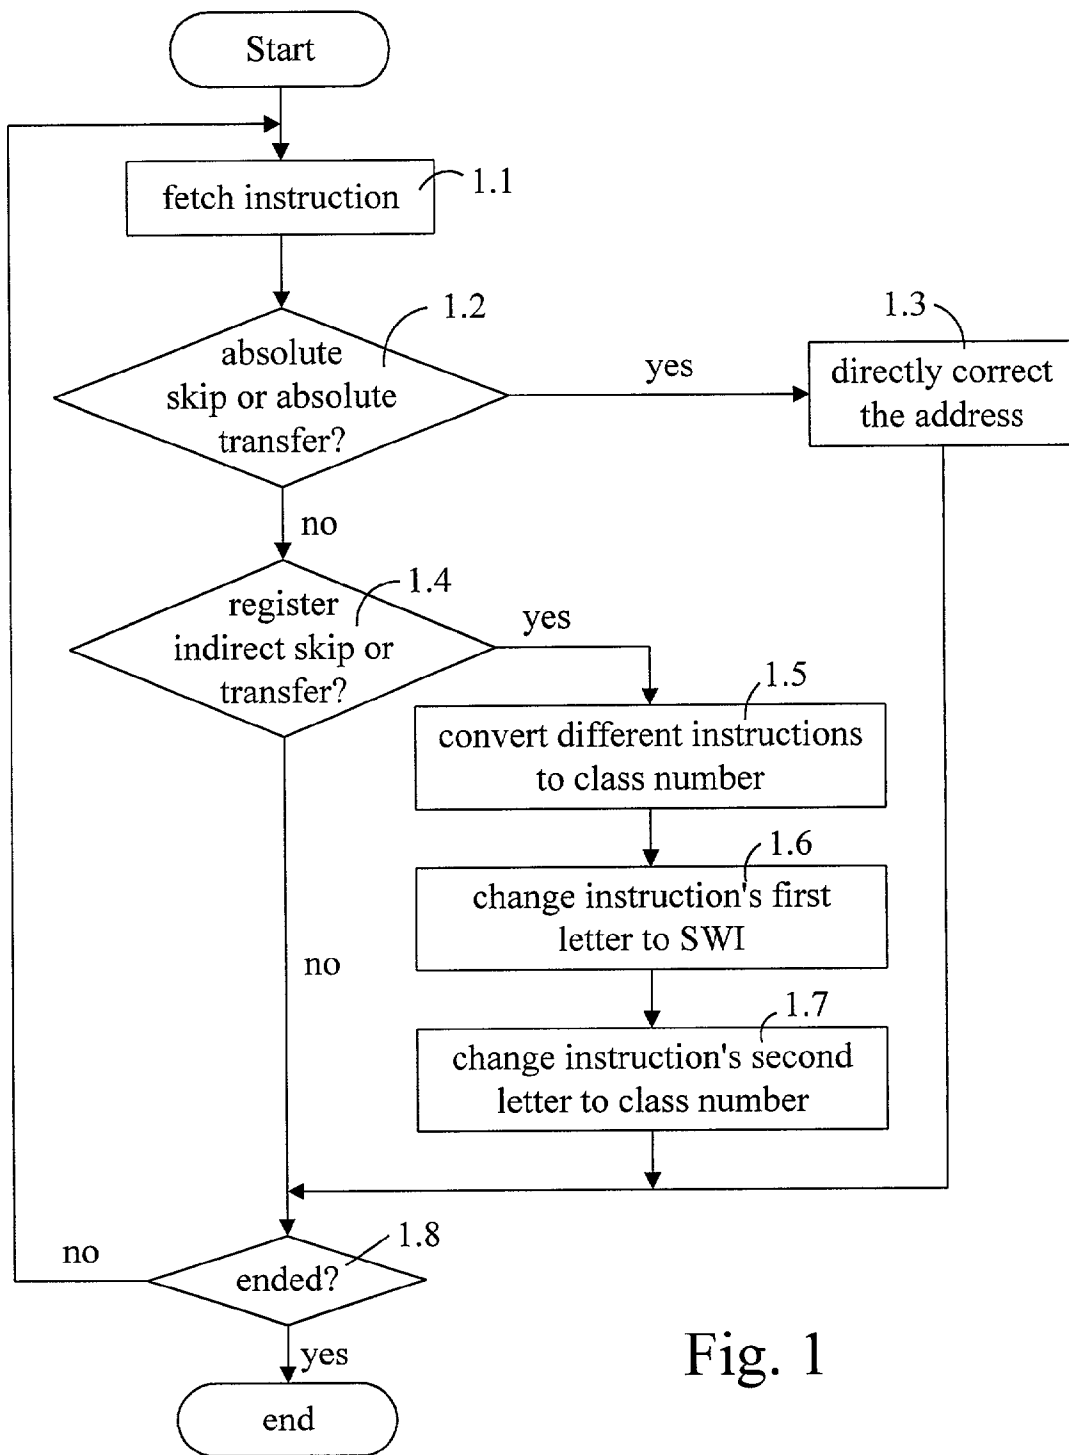 Start
fetch instruction
1.1
absolute
skip or absolute
transfer?
1.2
yes
1.3
directly correct
the address
no
register
indirect skip or
transfer?
1.4
yes
1.5
convert different instructions
to class number
1.6
change instruction's first
letter to SWI
no
1.7
change instruction's second
letter to class number
1.8
no
ended?
yes
end
Fig. 1